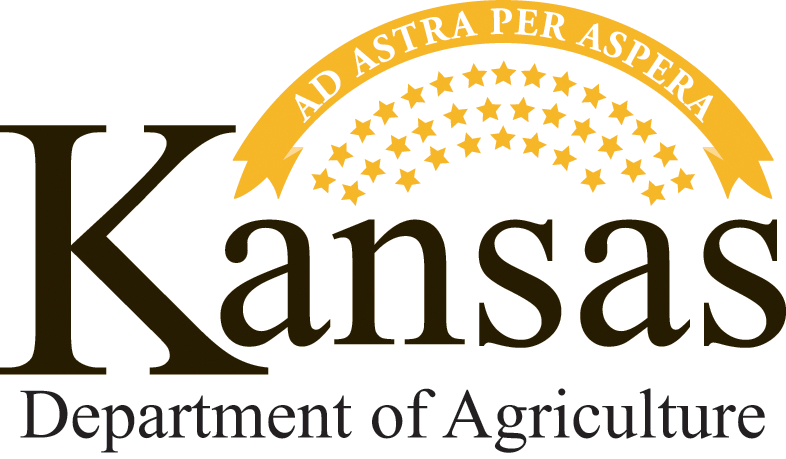 AD ASTRA PER ASPERA
Kansas
Department of Agriculture